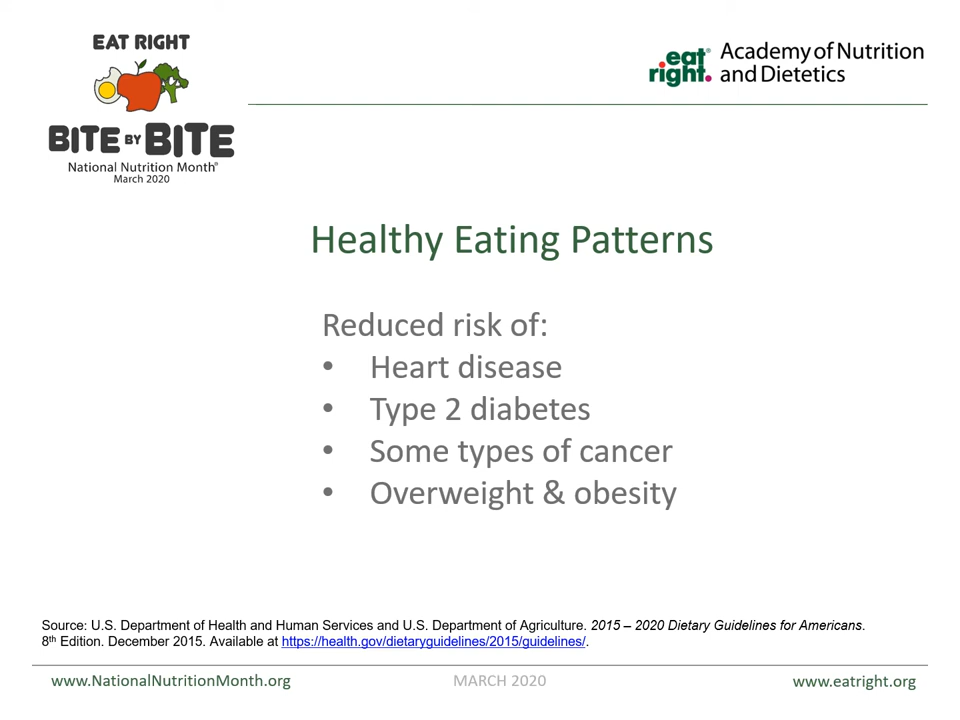 EAT RIGHT
BITE BY BITE
National Nutrition Month®
March 2020
eat right.® Academy of Nutrition and Dietetics
Healthy Eating Patterns
Reduced risk of:
• Heart disease
• Type 2 diabetes
• Some types of cancer
• Overweight & obesity
Source: U.S. Department of Health and Human Services and U.S. Department of Agriculture. 2015 – 2020 Dietary Guidelines for Americans.
8th Edition. December 2015. Available at https://health.gov/dietaryguidelines/2015/guidelines/.
www.NationalNutritionMonth.org
MARCH 2020
www.eatright.org